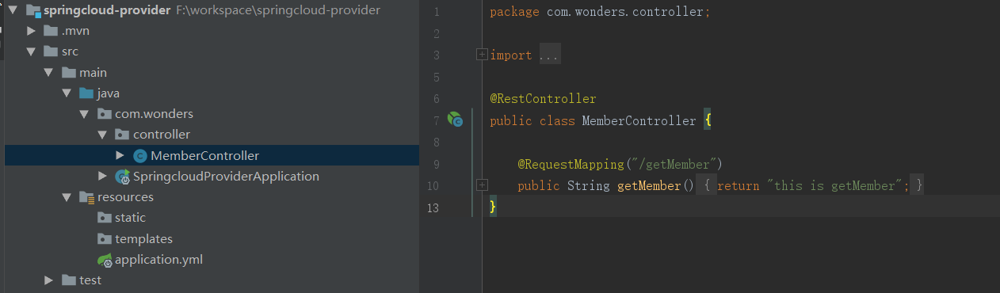 springcloud-provider F:\workspace\springcloud-provider
.mvn
src
main
java
com.wonders
controller
MemberController
SpringcloudProviderApplication
resources
static
templates
application.yml
test
1 package com.wonders.controller;
2
3 import ...
5
6 @RestController
7 public class MemberController {
8
9 @RequestMapping("/getMember")
10 public String getMember() { return "this is getMember"; }
13 }